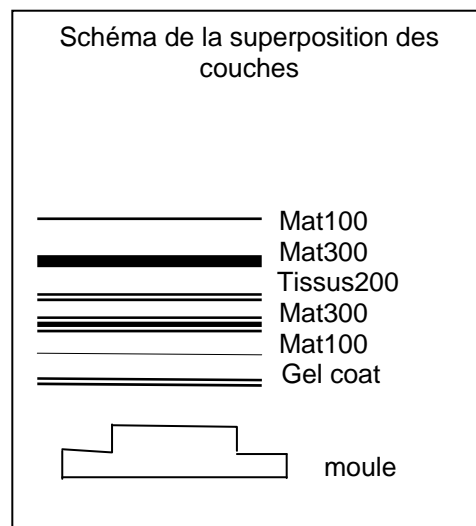 Schéma de la superposition des
couches
Mat100
Mat300
Tissus200
Mat300
Mat100
Gel coat
moule